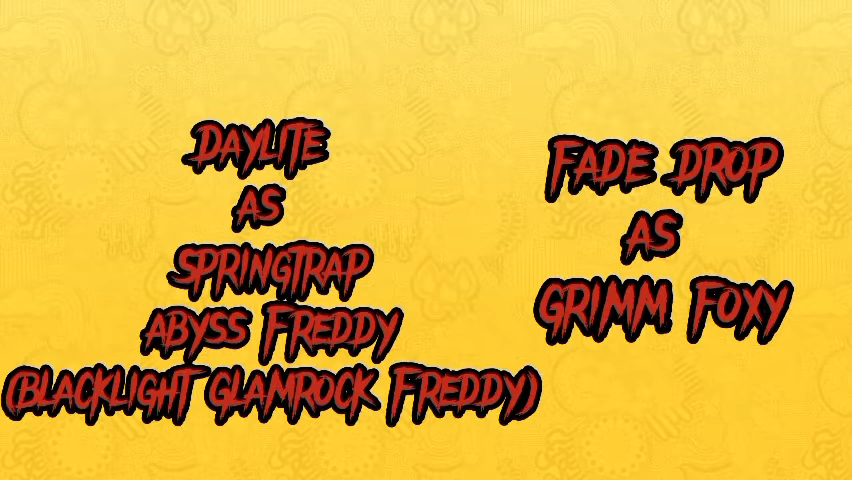 Daylite
as
Springtrap
Abyss Freddy
(Blacklight Glamrock Freddy)
Fade Drop
as
Grimm Foxy